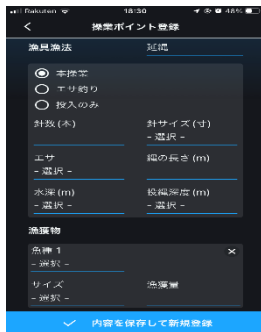 Rakuten 18:30 48%
操業ポイント登録
漁具漁法 延縄
本操業
エサ釣り
投入のみ
針数(本) 針サイズ(寸)
- 選択 -
エサ 縄の長さ(m)
- 選択 -
水深(m) 投縄深度(m)
- 選択 - - 選択 -
漁獲物
魚種 1
- 選択 -
サイズ 漁獲量
- 選択 -
内容を保存して新規登録